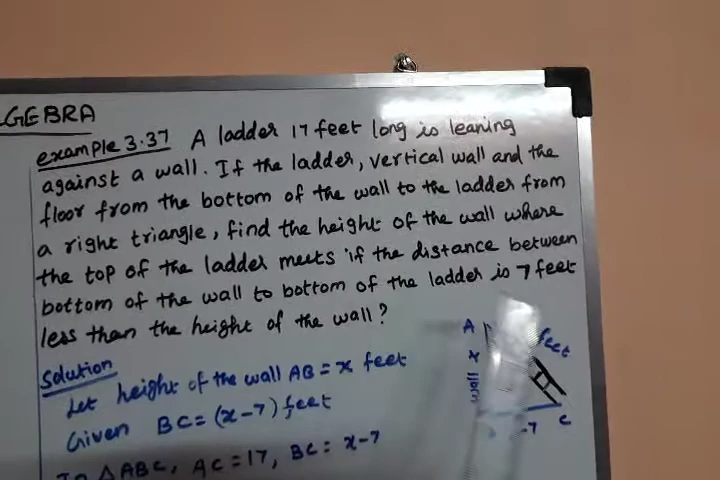 GEBRA
example 3.37 A ladder 17 feet long is leaning
against a wall. If the ladder, vertical wall and the
floor from the bottom of the wall to the ladder from
a right triangle, find the height of the wall where
the top of the ladder meets if the distance between
bottom of the wall to bottom of the ladder is 7 feet
less than the height of the wall?
Solution
Let height of the wall AB = x feet
Given BC = (x-7) feet
In △ABC, AC = 17, BC = x-7
A
feet
x
-7
C